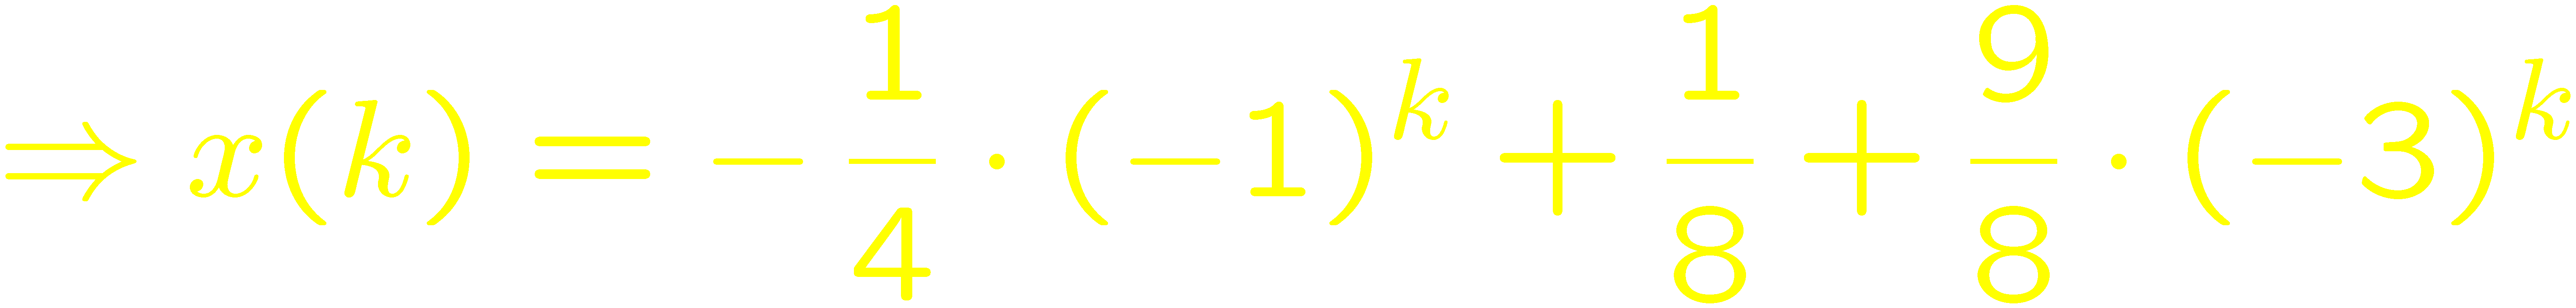 ⇒ x(k) = − 1/4 · (−1)^k + 1/8 + 9/8 · (−3)^k